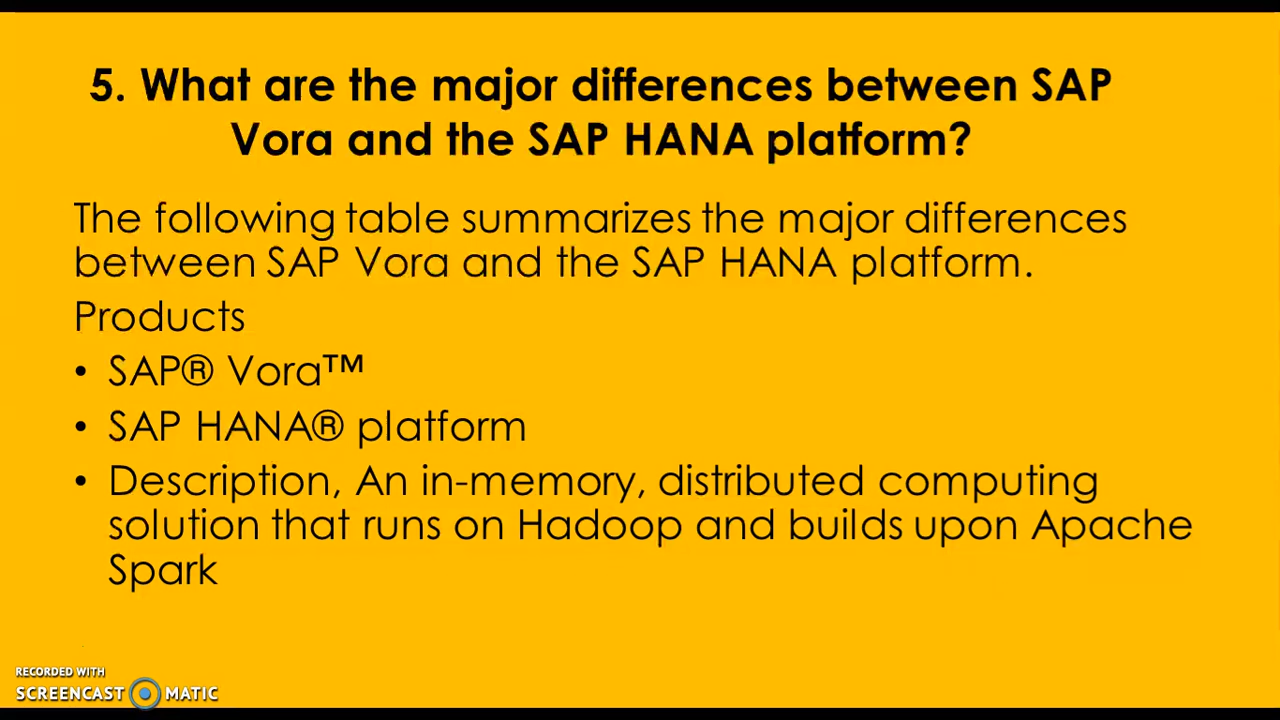 5. What are the major differences between SAP
Vora and the SAP HANA platform?
The following table summarizes the major differences
between SAP Vora and the SAP HANA platform.
Products
• SAP® Vora™
• SAP HANA® platform
• Description, An in-memory, distributed computing
solution that runs on Hadoop and builds upon Apache
Spark
RECORDED WITH
SCREENCAST MATIC